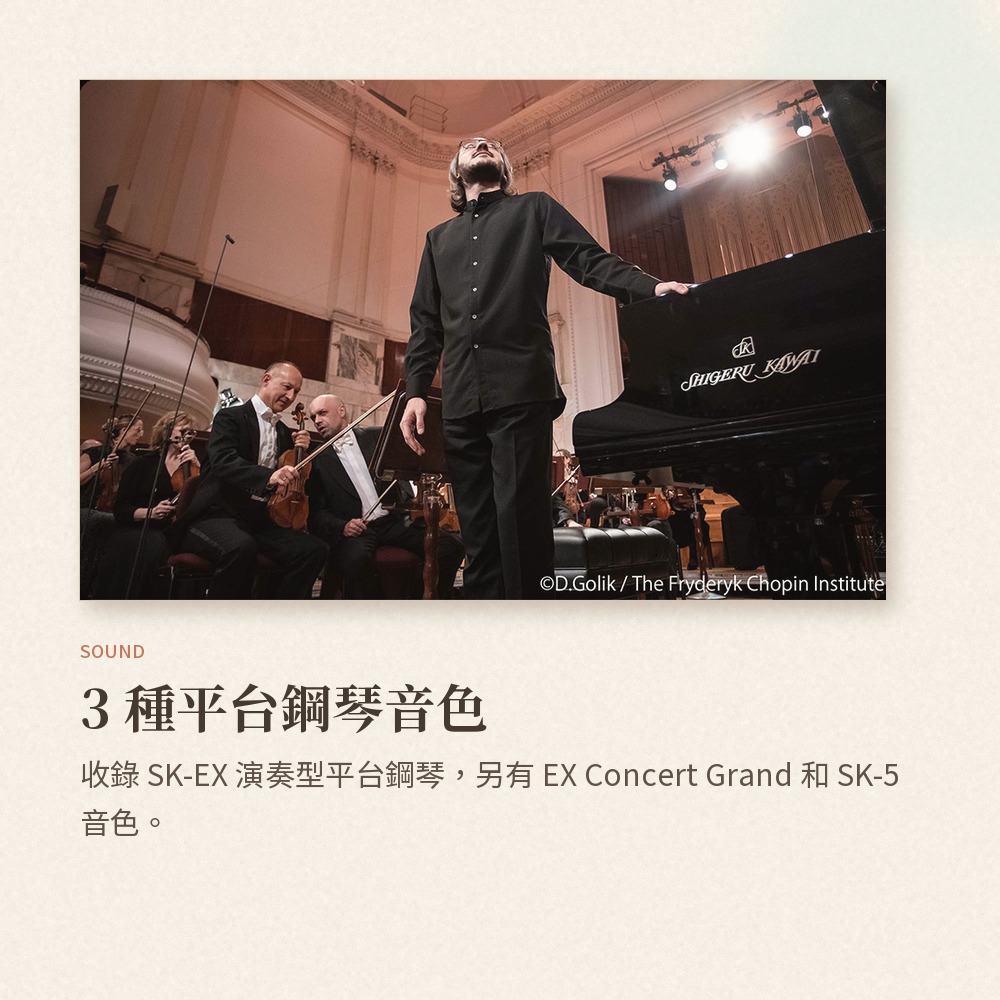 SK
SHIGERU KAWAI
©D.Golik / The Fryderyk Chopin Institute
SOUND
3 種平台鋼琴音色
收錄 SK-EX 演奏型平台鋼琴，另有 EX Concert Grand 和 SK-5
音色。